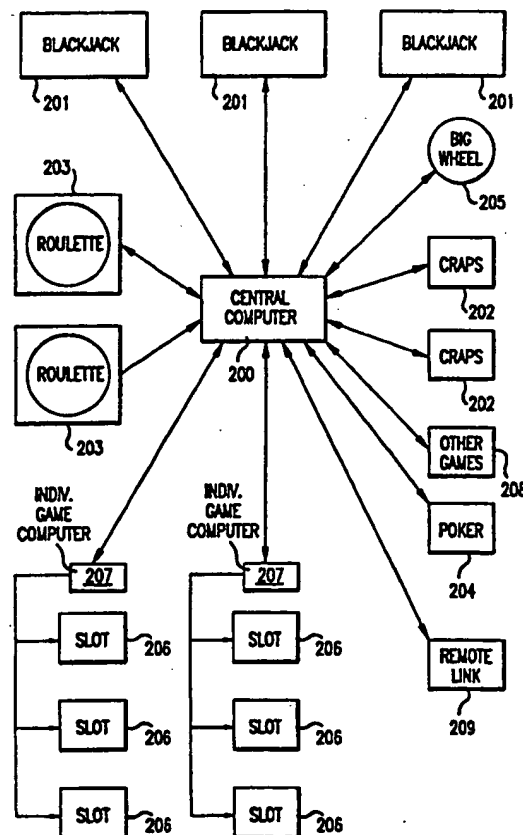 BLACKJACK
BLACKJACK
BLACKJACK
201
201
201
203
BIG
WHEEL
205
ROULETTE
CENTRAL
COMPUTER
200
CRAPS
202
ROULETTE
203
CRAPS
202
OTHER
GAMES
208
INDIV.
GAME
COMPUTER
INDIV.
GAME
COMPUTER
207
207
POKER
204
SLOT
206
SLOT
206
REMOTE
LINK
209
SLOT
206
SLOT
206
SLOT
206
SLOT
206